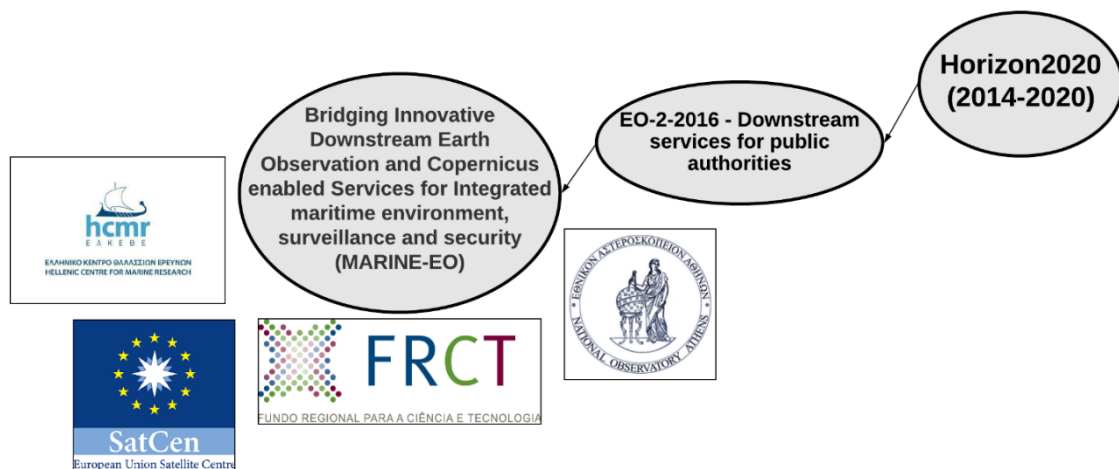 Horizon2020
(2014-2020)
EO-2-2016 - Downstream
services for public
authorities
Bridging Innovative
Downstream Earth
Observation and Copernicus
enabled Services for Integrated
maritime environment,
surveillance and security
(MARINE-EO)
hcmr
ΕΛΚΕΘΕ
ΕΛΛΗΝΙΚΟ ΚΕΝΤΡΟ ΘΑΛΑΣΣΙΩΝ ΕΡΕΥΝΩΝ
HELLENIC CENTRE FOR MARINE RESEARCH
SatCen
European Union Satellite Centre
FRCT
FUNDO REGIONAL PARA A CIÊNCIA E TECNOLOGIA
ΕΘΝΙΚΟΝ ΑΣΤΕΡΟΣΚΟΠΕΙΟΝ ΑΘΗΝΩΝ
NATIONAL OBSERVATORY ATHENS